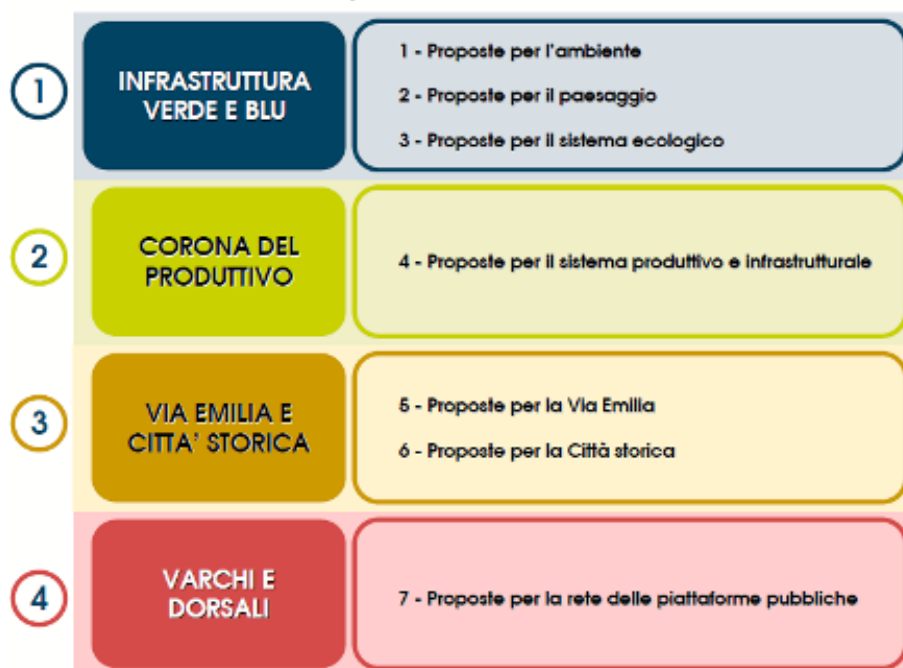 1
INFRASTRUTTURA
VERDE E BLU
1 - Proposte per l'ambiente
2 - Proposte per il paesaggio
3 - Proposte per il sistema ecologico
2
CORONA DEL
PRODUTTIVO
4 - Proposte per il sistema produttivo e infrastrutturale
3
VIA EMILIA E
CITTA' STORICA
5 - Proposte per la Via Emilia
6 - Proposte per la Città storica
4
VARCHI E
DORSALI
7 - Proposte per la rete delle piattaforme pubbliche